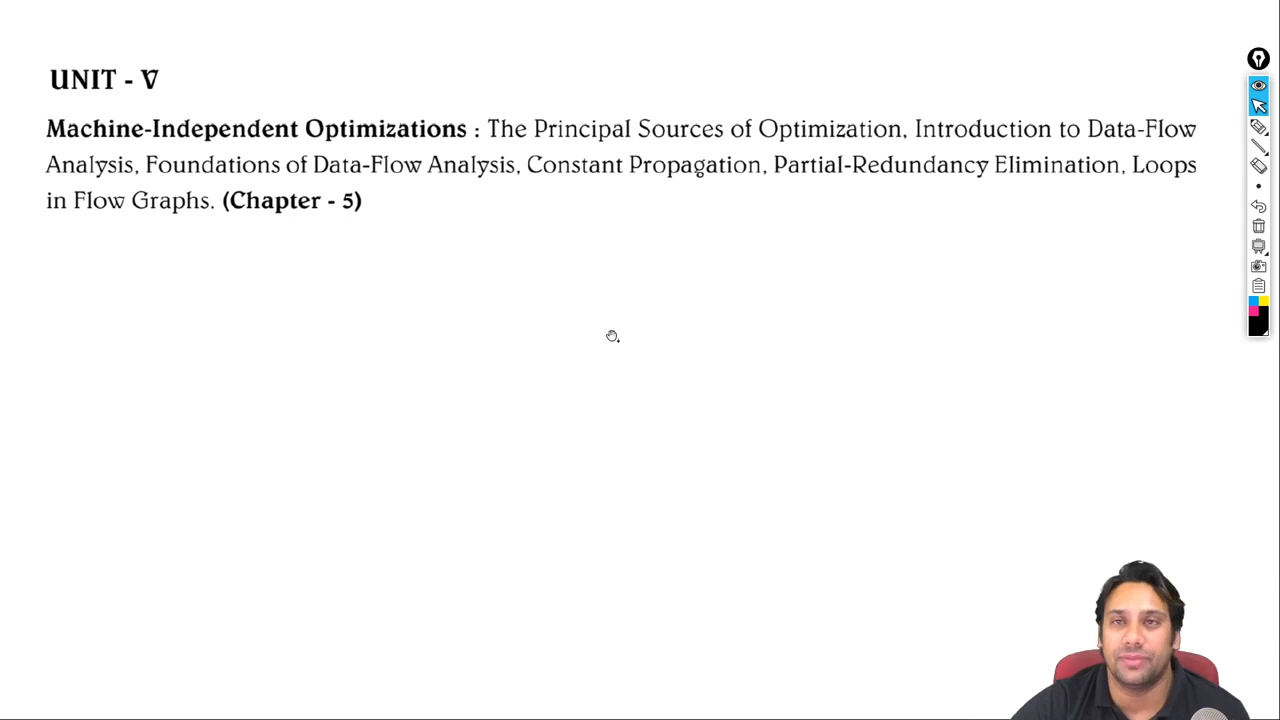 UNIT - V
Machine-Independent Optimizations : The Principal Sources of Optimization, Introduction to Data-Flow
Analysis, Foundations of Data-Flow Analysis, Constant Propagation, Partial-Redundancy Elimination, Loops
in Flow Graphs. (Chapter - 5)